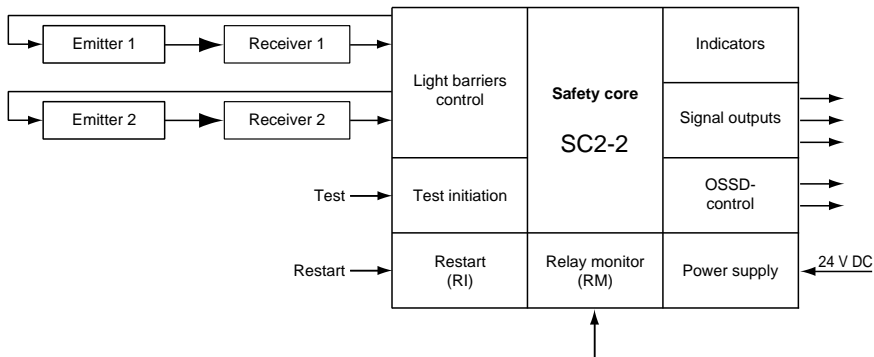 Emitter 1
Receiver 1
Emitter 2
Receiver 2
Light barriers
control
Safety core
SC2-2
Indicators
Signal outputs
Test
Test initiation
OSSD-
control
Restart
Restart
(RI)
Relay monitor
(RM)
Power supply
24 V DC